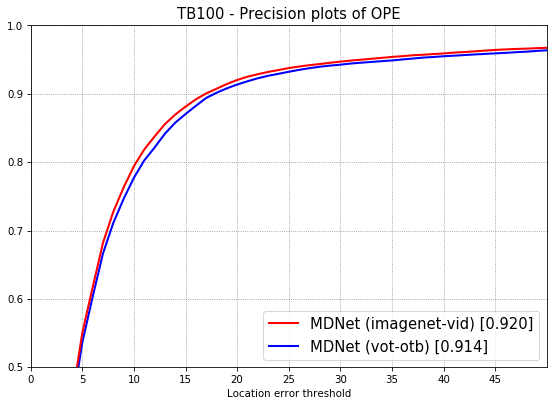 TB100 - Precision plots of OPE
1.0
0.9
0.8
0.7
0.6
0.5
MDNet (imagenet-vid) [0.920]
MDNet (vot-otb) [0.914]
0 5 10 15 20 25 30 35 40 45
Location error threshold